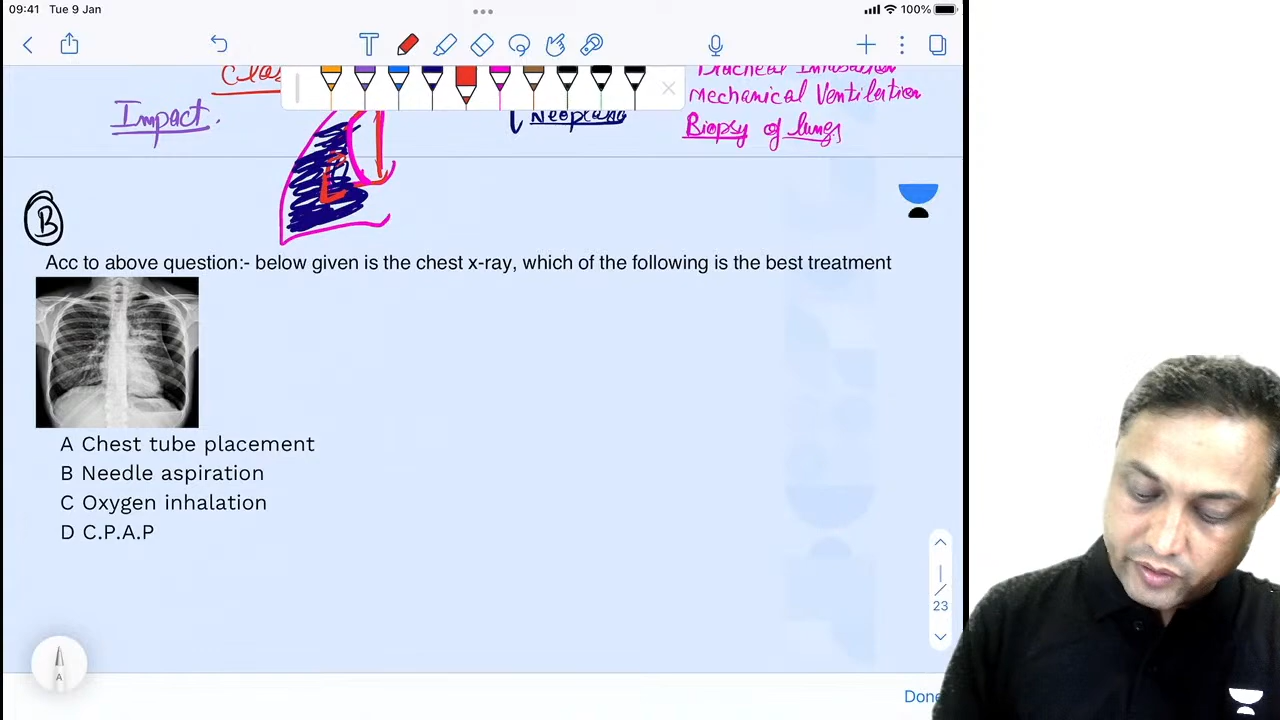 09:41 Tue 9 Jan
100%
T
Mechanical Ventilation
Impact.
Biopsy of lungs
B
Acc to above question:- below given is the chest x-ray, which of the following is the best treatment
A Chest tube placement
B Needle aspiration
C Oxygen inhalation
D C.P.A.P
23
A
Done